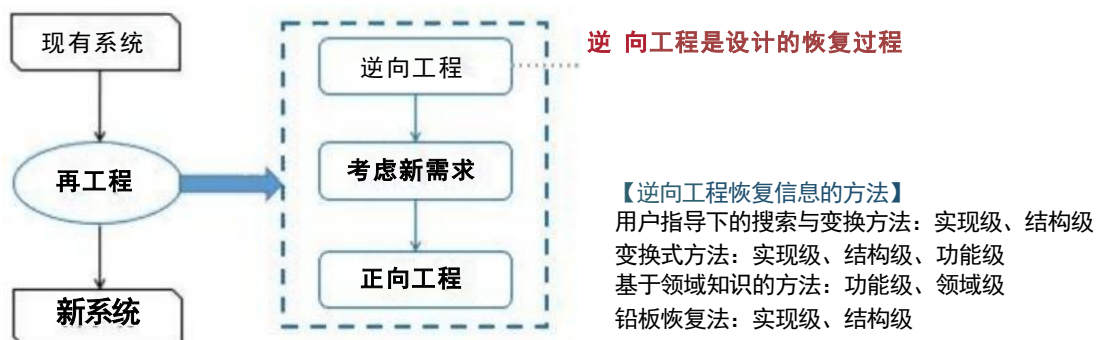 现有系统
再工程
新系统
逆向工程
考虑新需求
正向工程
逆 向工程是设计的恢复过程
【逆向工程恢复信息的方法】
用户指导下的搜索与变换方法：实现级、结构级
变换式方法：实现级、结构级、功能级
基于领域知识的方法：功能级、领域级
铅板恢复法：实现级、结构级